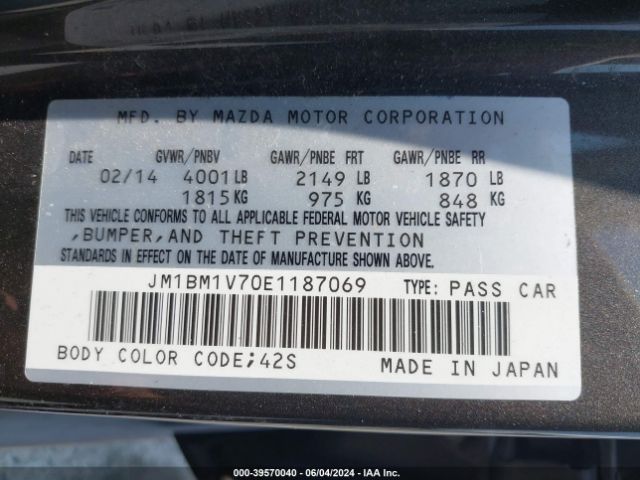 MFD. BY MAZDA MOTOR CORPORATION
DATE GVWR/PNBV GAWR/PNBE FRT GAWR/PNBE RR
02/14 4001LB 2149 LB 1870 LB
1815KG 975 KG 848 KG
THIS VEHICLE CONFORMS TO ALL APPLICABLE FEDERAL MOTOR VEHICLE SAFETY
,BUMPER,AND THEFT PREVENTION
STANDARDS IN EFFECT ON THE DATE OF MANUFACTURE SHOWN ABOVE.
JM1BM1V70E1187069 TYPE: PASS CAR
BODY COLOR CODE;42S MADE IN JAPAN
000-39570040 - 06/04/2024 - IAA Inc.